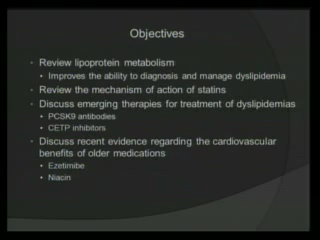 Objectives
• Review lipoprotein metabolism
• Improves the ability to diagnosis and manage dyslipidemia
• Review the mechanism of action of statins
• Discuss emerging therapies for treatment of dyslipidemias
• PCSK9 antibodies
• CETP inhibitors
• Discuss recent evidence regarding the cardiovascular
benefits of older medications
• Ezetimibe
• Niacin